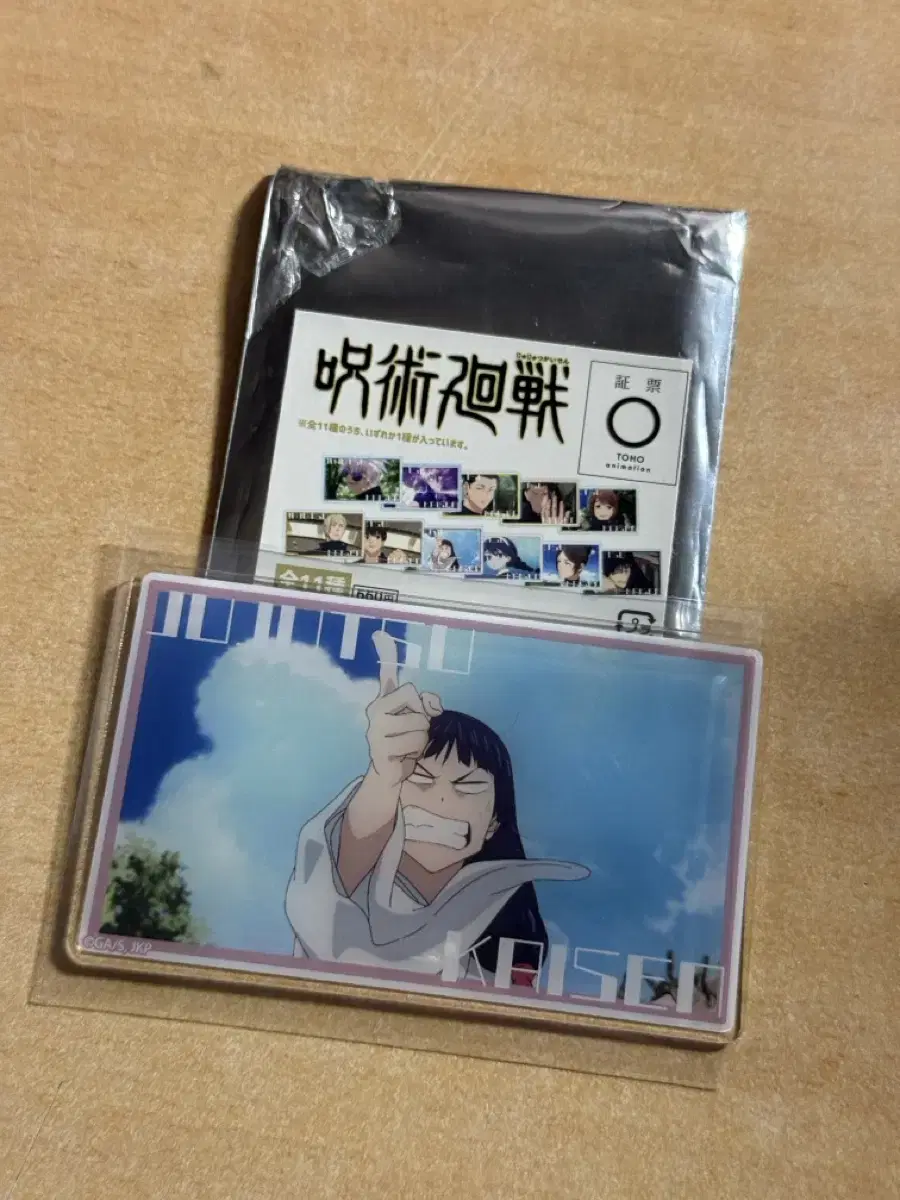 じゅじゅつかいせん
呪術廻戦
※全11種のうち、いずれか1種が入っています。
証 票
TOHO
animation
全11種
JUJUTSU
KAISEN
©GA/S, JKP